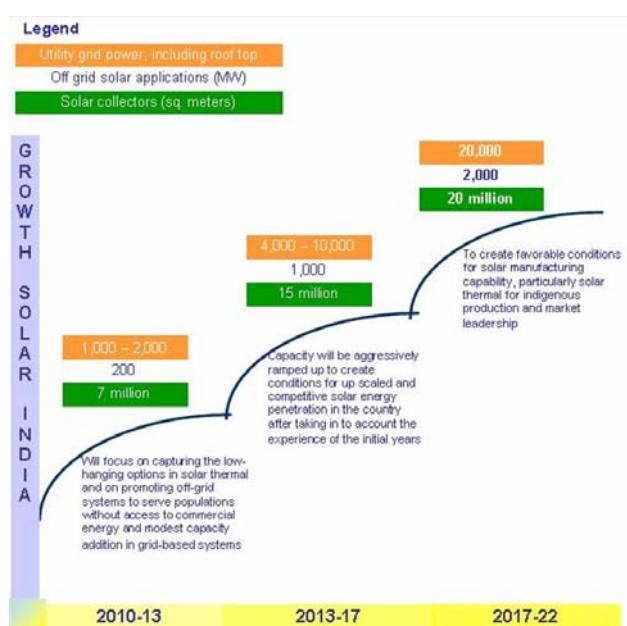 Legend
Utility grid power, including roof top
Off grid solar applications (MW)
Solar collectors (sq. meters)
GROWTH SOLAR INDIA
20,000
2,000
20 million
To create favorable conditions
for solar manufacturing
capability, particularly solar
thermal for indigenous
production and market
leadership
4,000 – 10,000
1,000
15 million
Capacity will be aggressively
ramped up to create
conditions for up scaled and
competitive solar energy
penetration in the country
after taking in to account the
experience of the initial years
1,000 – 2,000
200
7 million
Will focus on capturing the low-
hanging options in solar thermal
and on promoting off-grid
systems to serve populations
without access to commercial
energy and modest capacity
addition in grid-based systems
2010-13
2013-17
2017-22